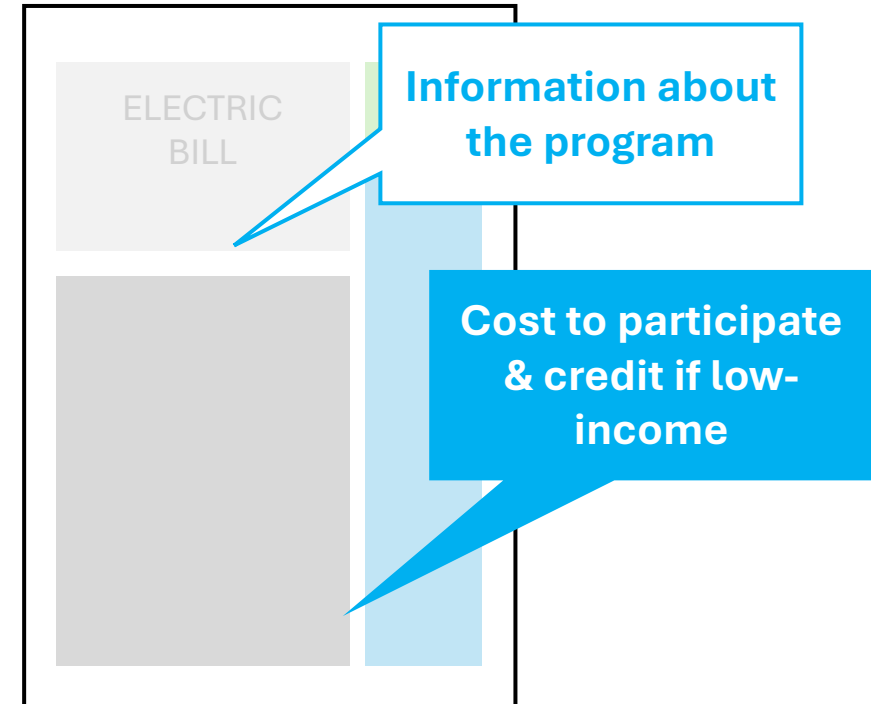 ELECTRIC
BILL
Information about
the program
Cost to participate
& credit if low-
income